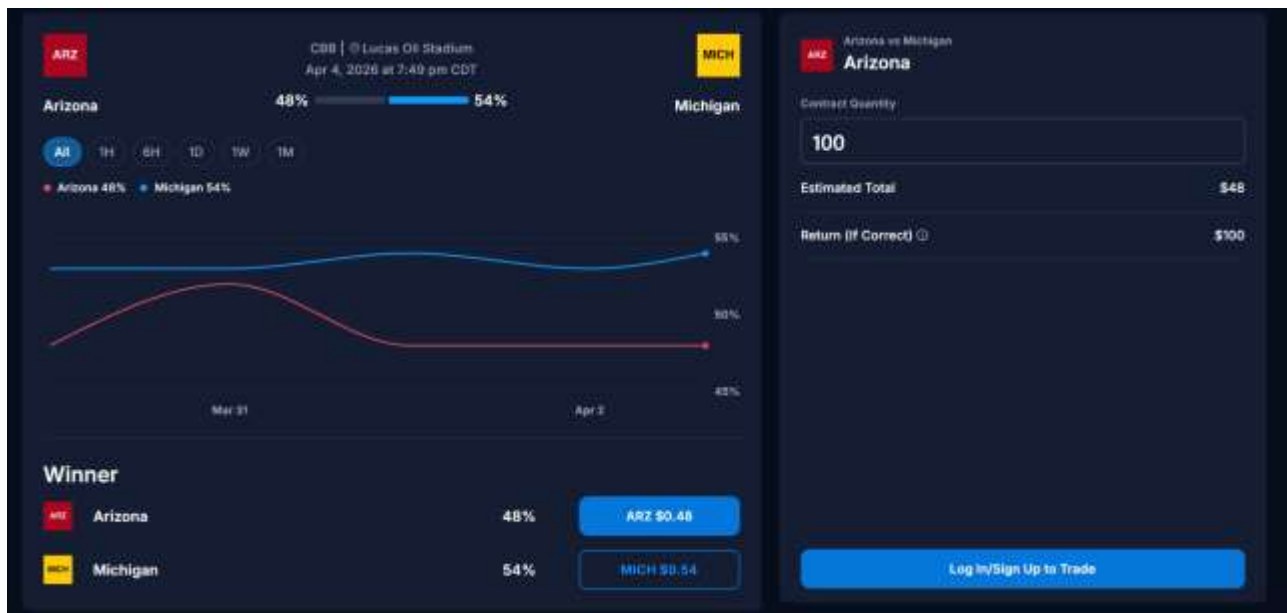 ARZ
CBB | Lucas Oil Stadium
MICH
Apr 4, 2026 at 7:49 pm CDT
Arizona
48%
54%
Michigan
All 1H 6H 1D 1W 1M
Arizona 48% Michigan 54%
55%
50%
45%
Mar 31
Apr 2
Winner
ARZ
Arizona
48%
ARZ $0.48
MICH
Michigan
54%
MICH $0.54
ARZ
Arizona vs Michigan
Arizona
Contract Quantity
100
Estimated Total
$48
Return (If Correct)
$100
Log In/Sign Up to Trade